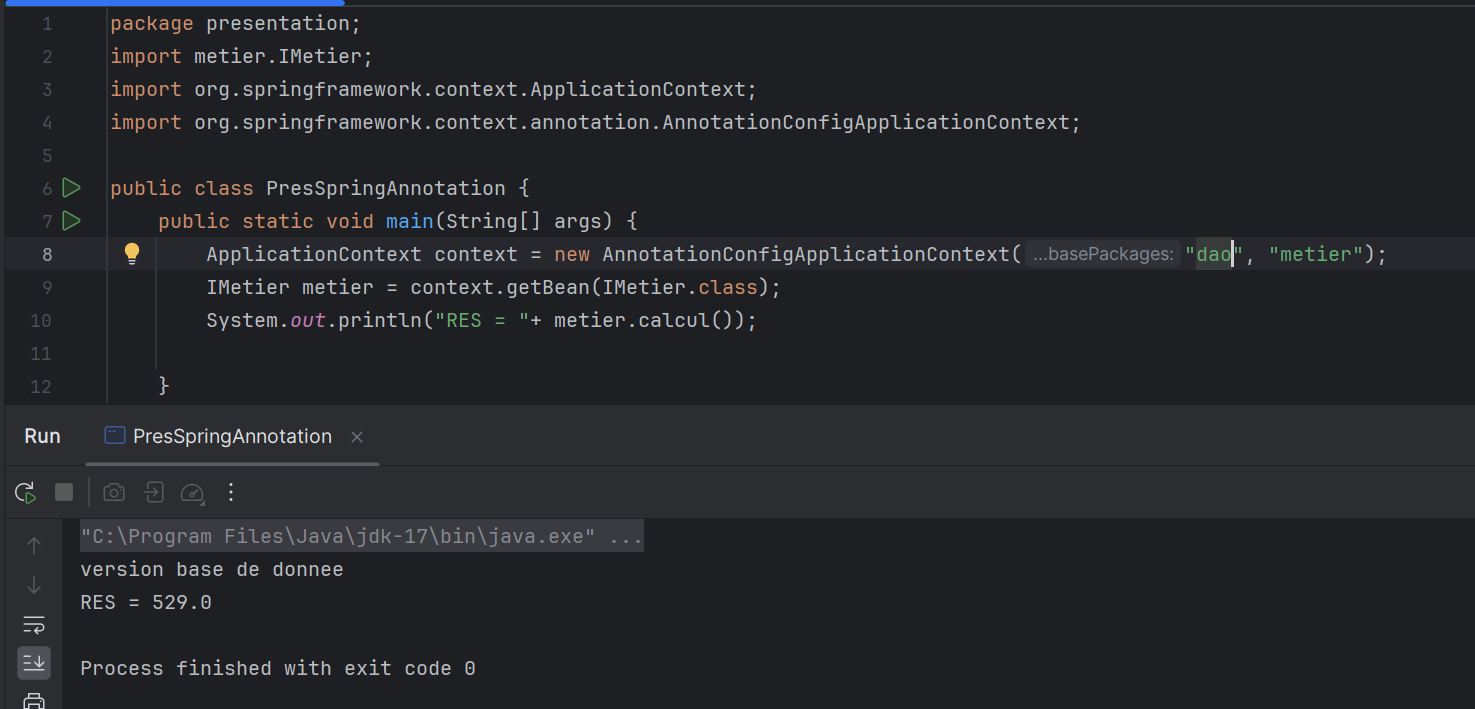 1 package presentation;
2 import metier.IMetier;
3 import org.springframework.context.ApplicationContext;
4 import org.springframework.context.annotation.AnnotationConfigApplicationContext;
5
6 public class PresSpringAnnotation {
7 public static void main(String[] args) {
8 ApplicationContext context = new AnnotationConfigApplicationContext( ...basePackages: "dao", "metier");
9 IMetier metier = context.getBean(IMetier.class);
10 System.out.println("RES = "+ metier.calcul());
11
12 }
Run PresSpringAnnotation
"C:\Program Files\Java\jdk-17\bin\java.exe" ...
version base de donnee
RES = 529.0
Process finished with exit code 0